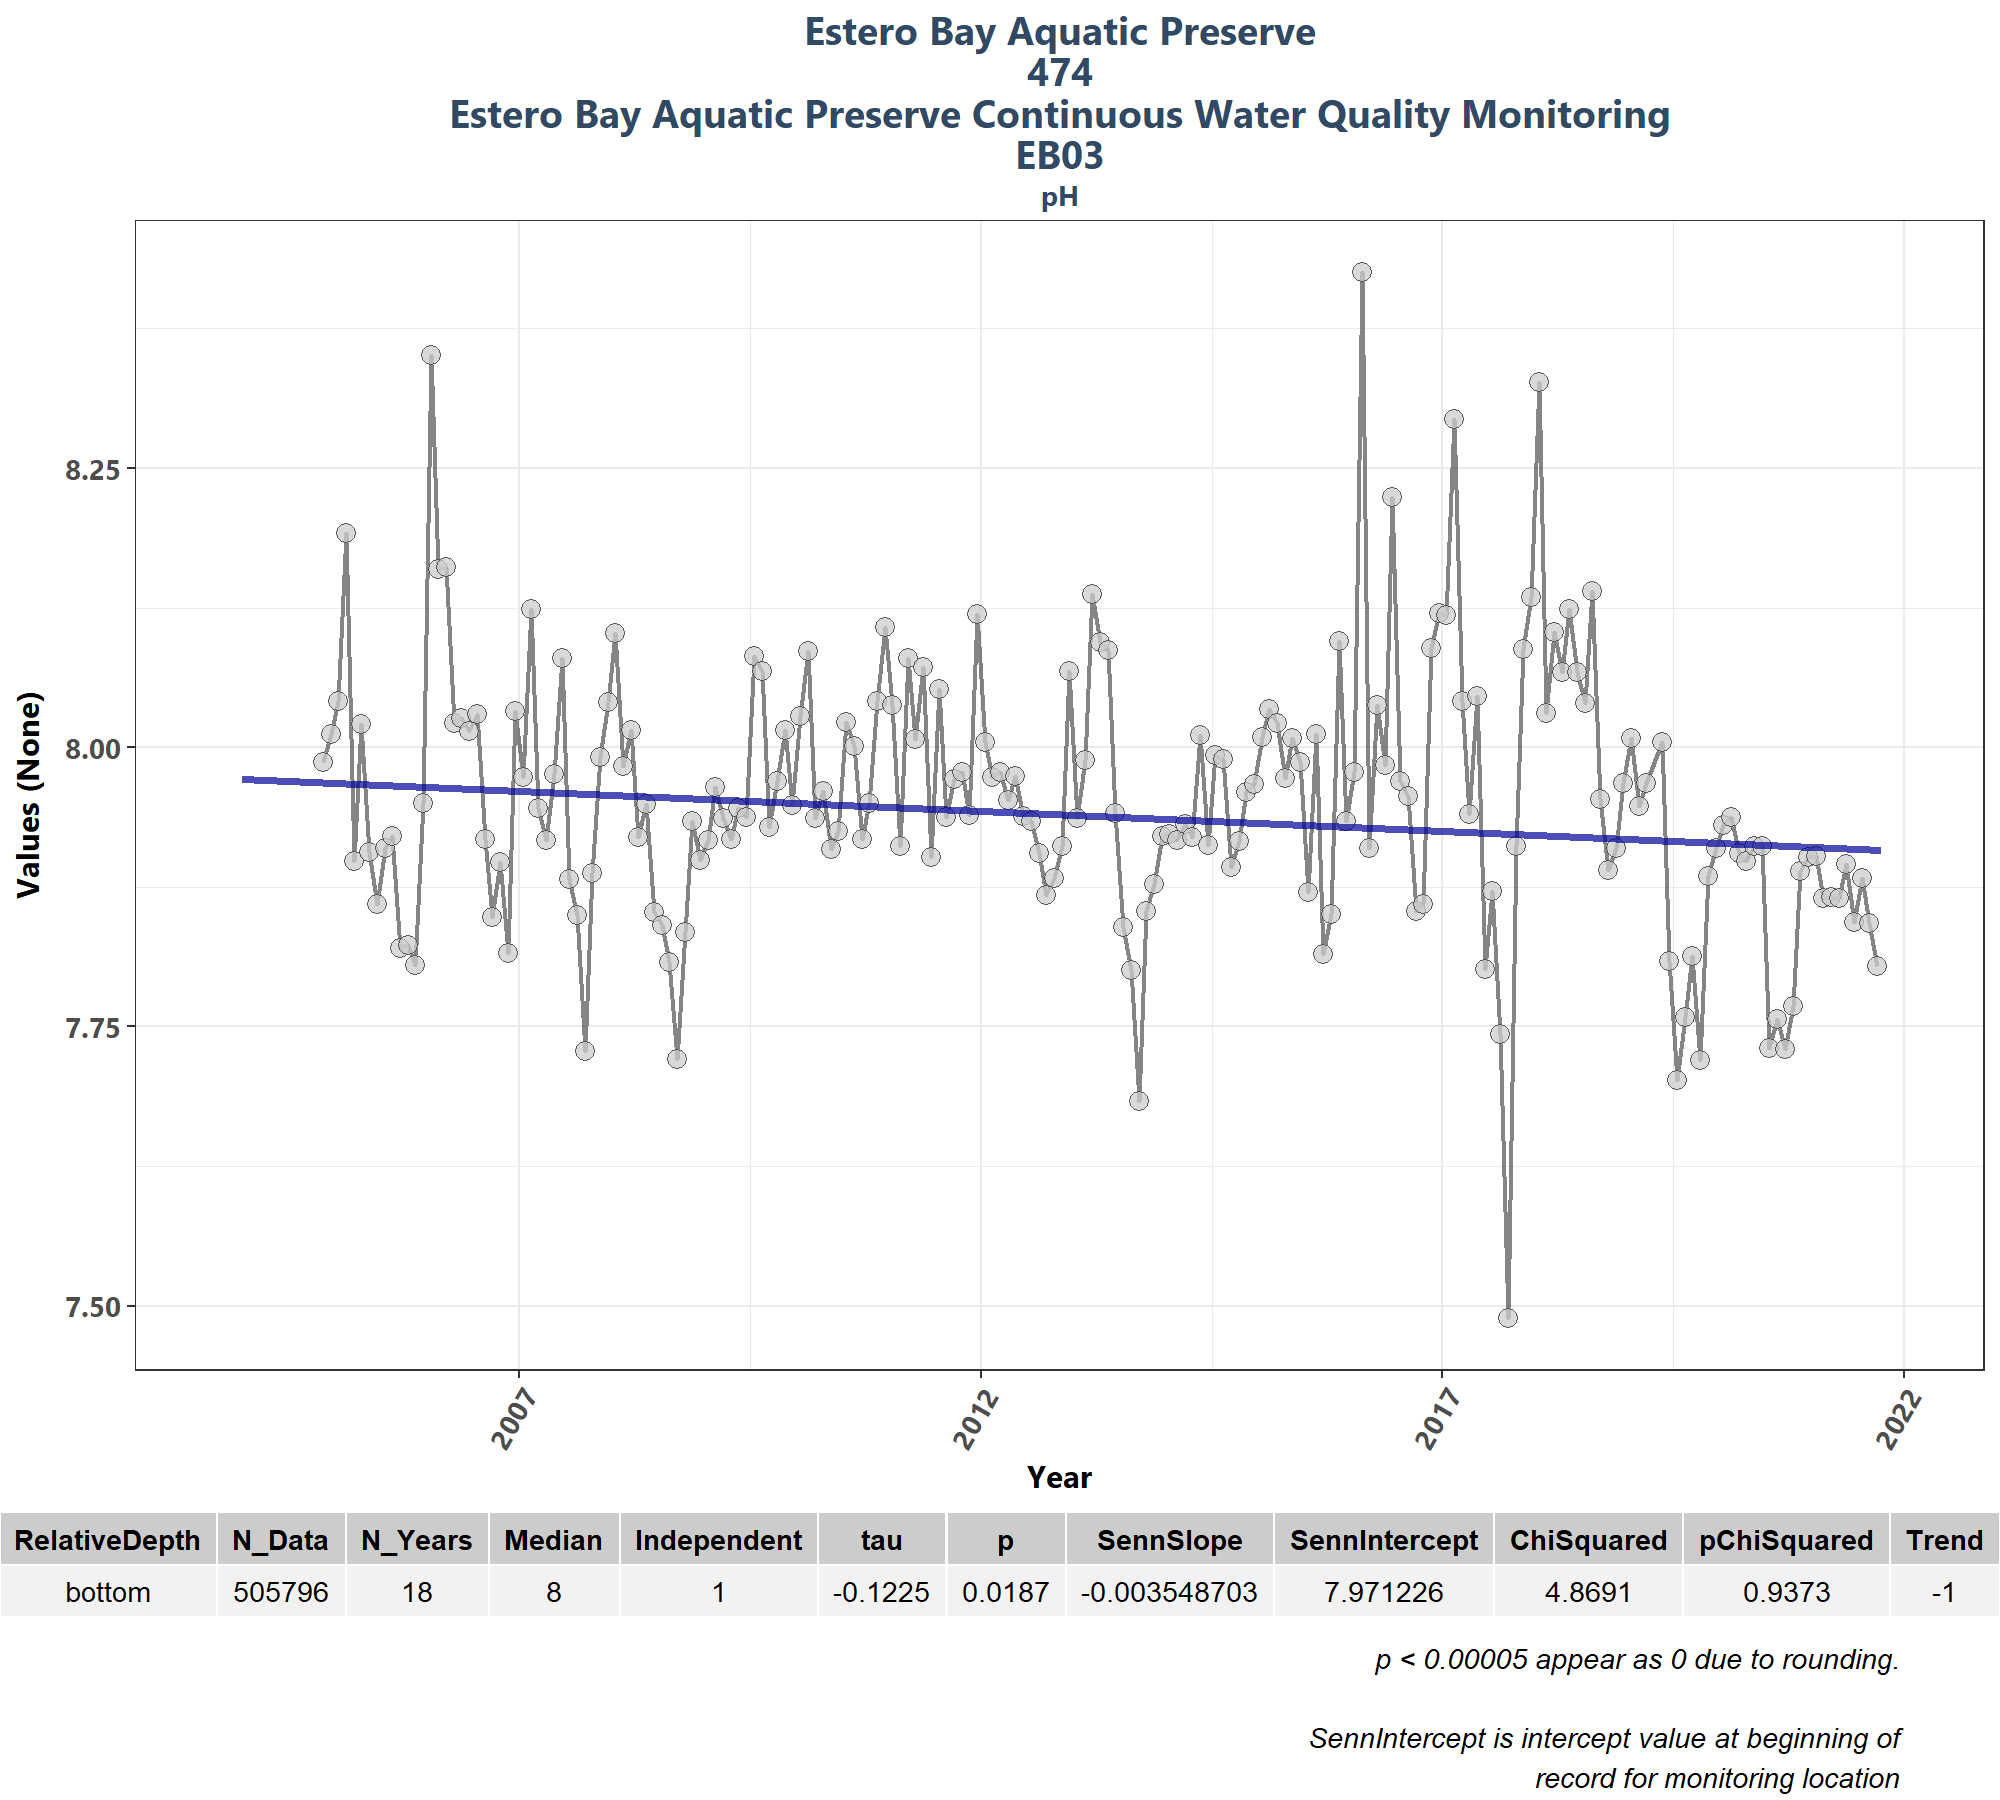 Estero Bay Aquatic Preserve
474
Estero Bay Aquatic Preserve Continuous Water Quality Monitoring
EB03
pH
Values (None)
8.25
8.00
7.75
7.50
2007 2012 2017 2022
Year
RelativeDepth N_Data N_Years Median Independent tau p SennSlope SennIntercept ChiSquared pChiSquared Trend
bottom 505796 18 8 1 -0.1225 0.0187 -0.003548703 7.971226 4.8691 0.9373 -1
p < 0.00005 appear as 0 due to rounding.
SennIntercept is intercept value at beginning of
record for monitoring location